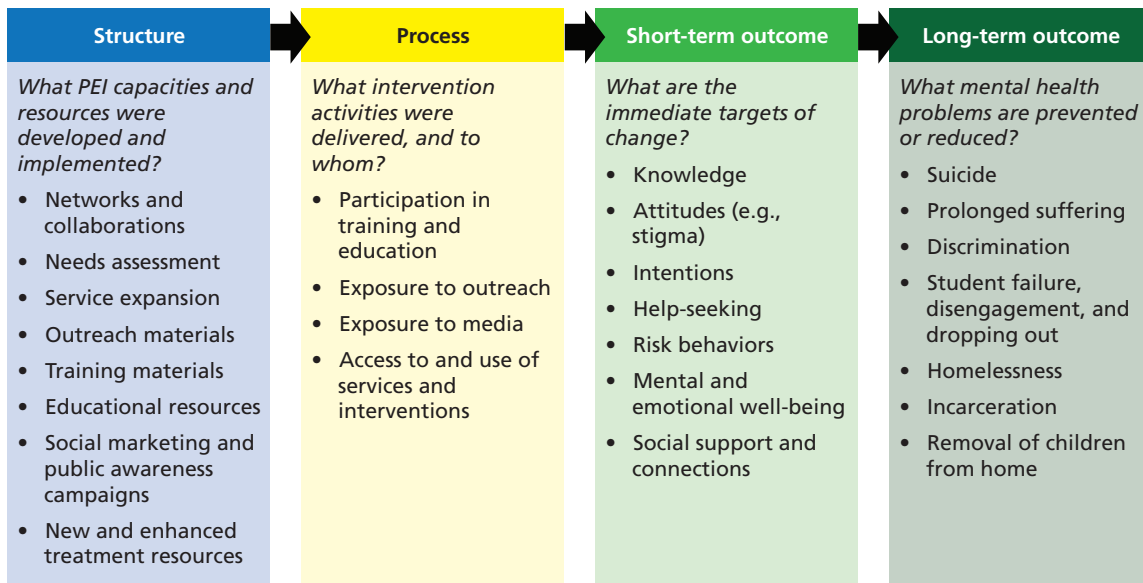 Structure
What PEI capacities and
resources were
developed and
implemented?
• Networks and
collaborations
• Needs assessment
• Service expansion
• Outreach materials
• Training materials
• Educational resources
• Social marketing and
public awareness
campaigns
• New and enhanced
treatment resources
Process
What intervention
activities were
delivered, and to
whom?
• Participation in
training and
education
• Exposure to outreach
• Exposure to media
• Access to and use of
services and
interventions
Short-term outcome
What are the
immediate targets of
change?
• Knowledge
• Attitudes (e.g.,
stigma)
• Intentions
• Help-seeking
• Risk behaviors
• Mental and
emotional well-being
• Social support and
connections
Long-term outcome
What mental health
problems are prevented
or reduced?
• Suicide
• Prolonged suffering
• Discrimination
• Student failure,
disengagement, and
dropping out
• Homelessness
• Incarceration
• Removal of children
from home